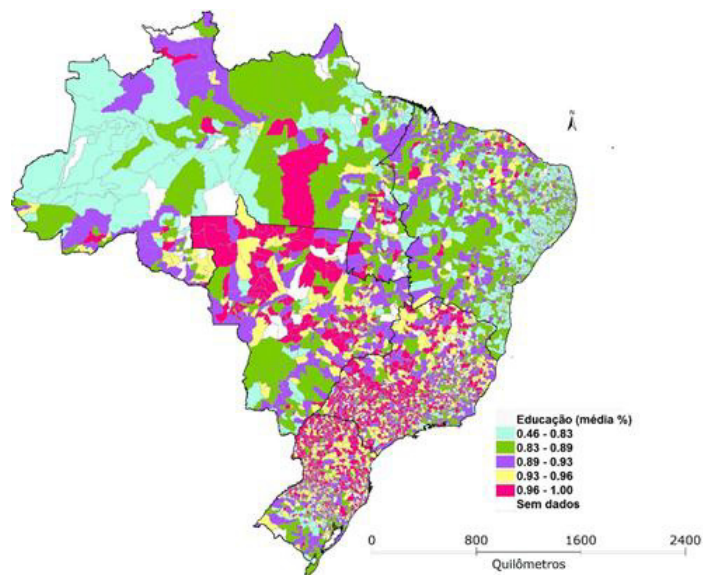 N
Educação (média %)
0.46 - 0.83
0.83 - 0.89
0.89 - 0.93
0.93 - 0.96
0.96 - 1.00
Sem dados
0 800 1600 2400
Quilômetros